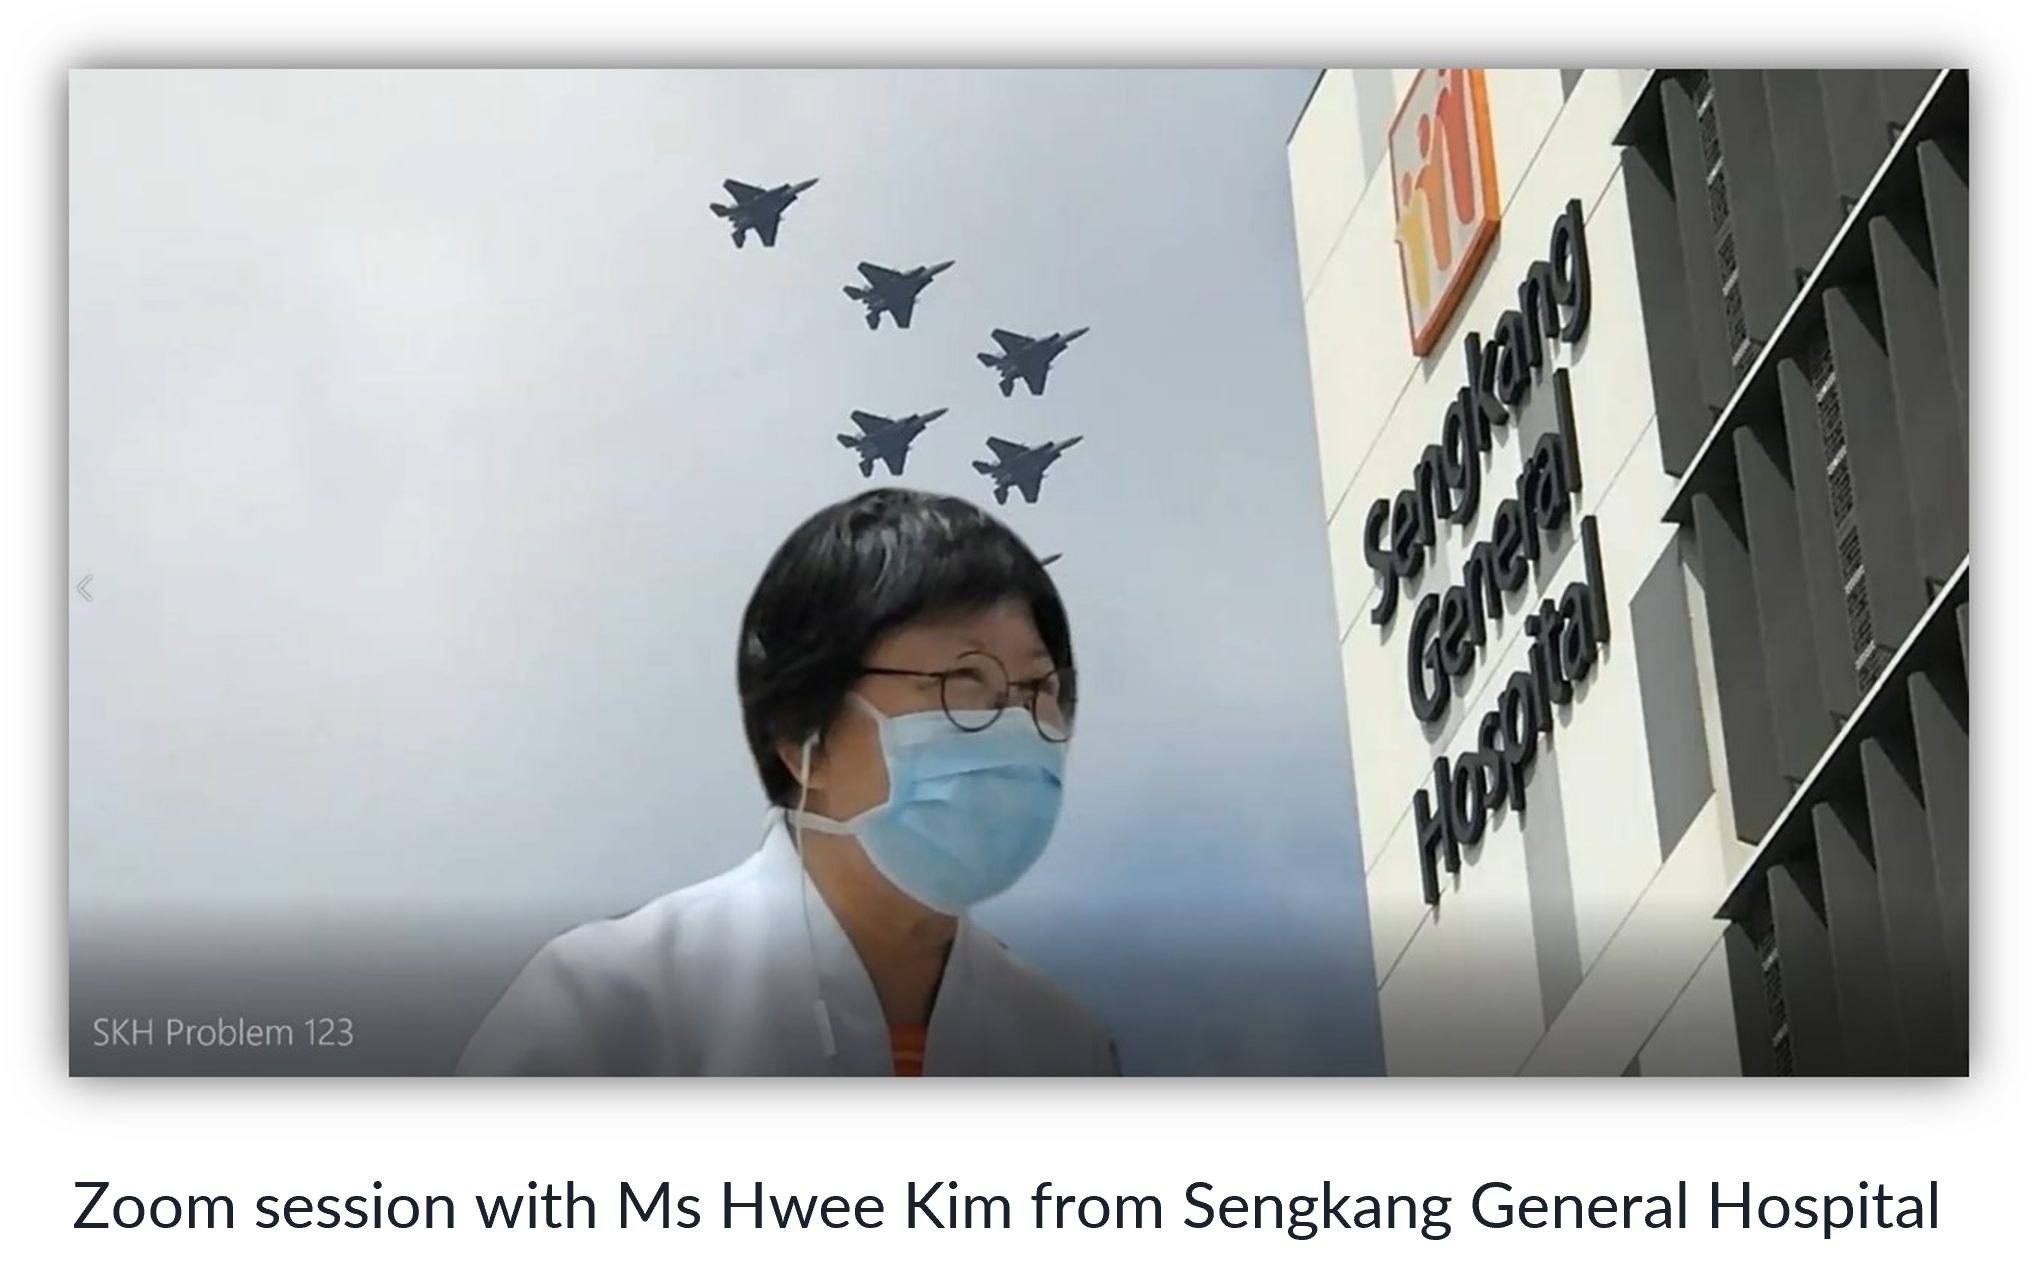 Sengkang
General
Hospital
SKH Problem 123
Zoom session with Ms Hwee Kim from Sengkang General Hospital